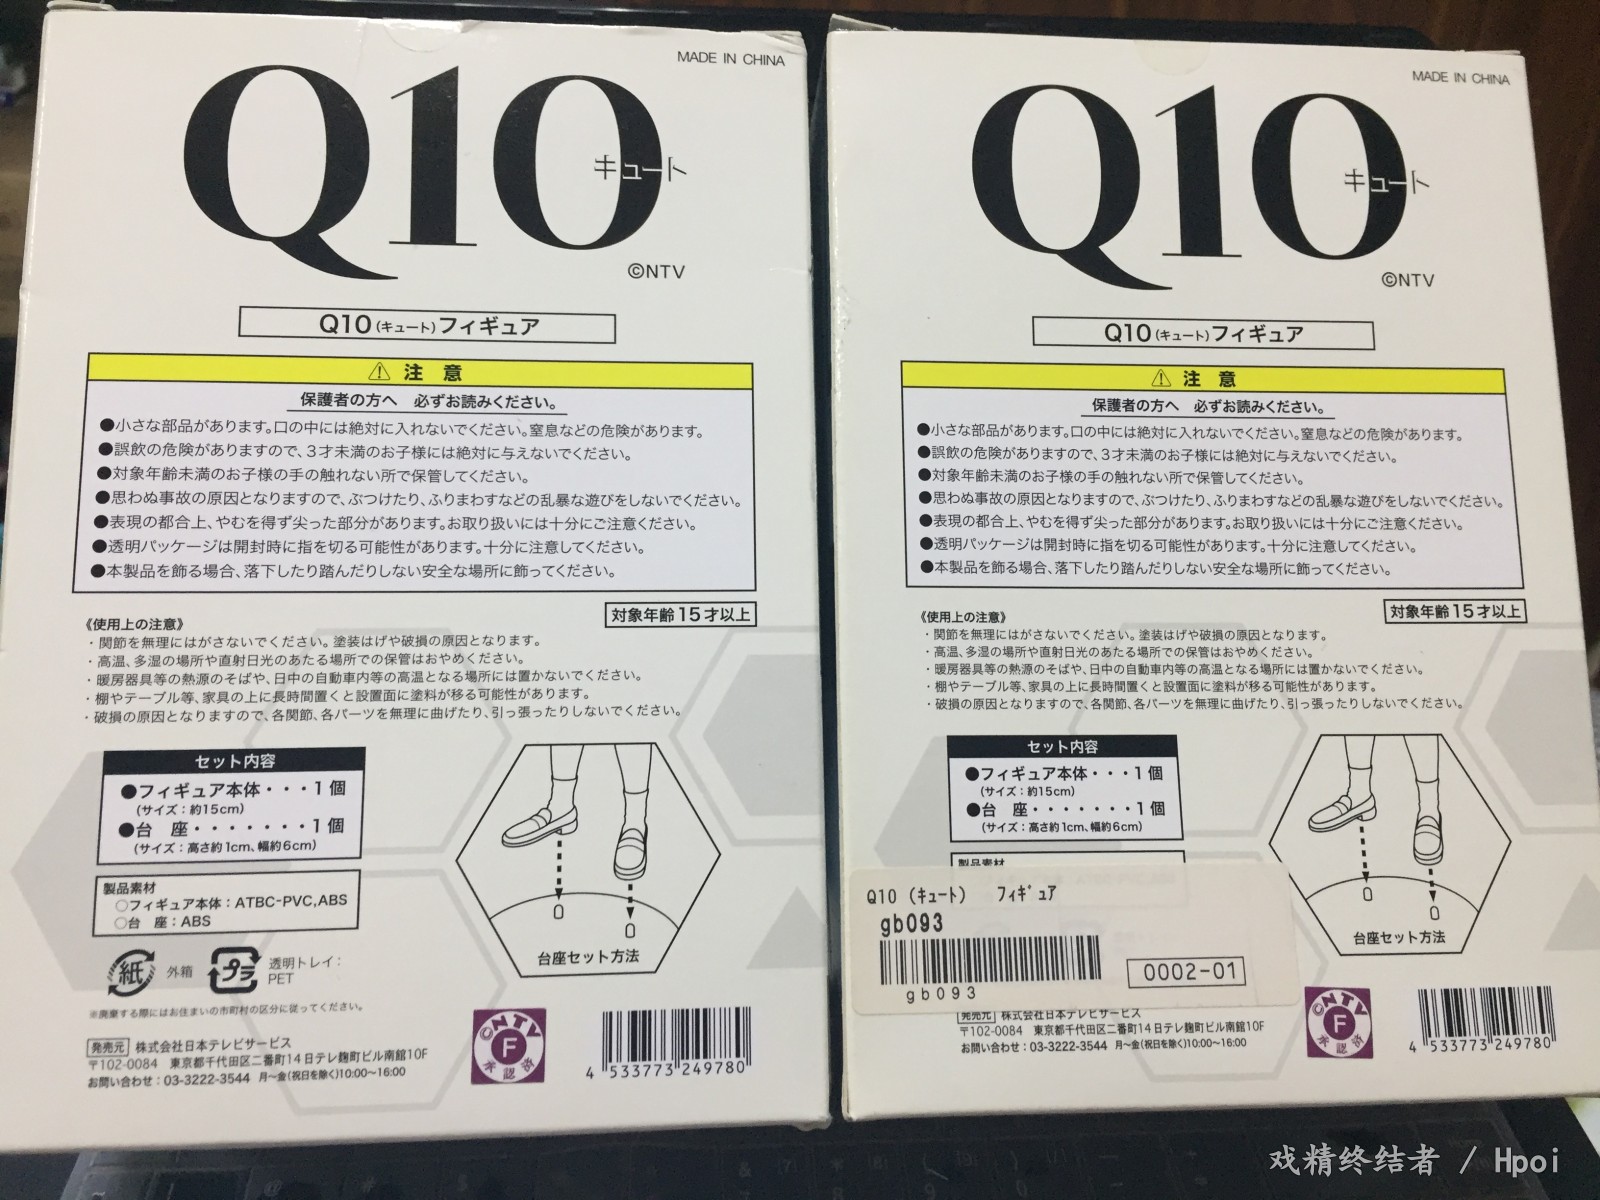 MADE IN CHINA
Q10
キュート
©NTV
Q10(キュート)フィギュア
⚠ 注 意
保護者の方へ 必ずお読みください。
●小さな部品があります。口の中には絶対に入れないでください。窒息などの危険があります。
●誤飲の危険がありますので、3才未満のお子様には絶対に与えないでください。
●対象年齢未満のお子様の手の触れない所で保管してください。
●思わぬ事故の原因となりますので、ぶつけたり、ふりまわすなどの乱暴な遊びをしないでください。
●表現の都合上、やむを得ず尖った部分があります。お取り扱いには十分にご注意ください。
●透明パッケージは開封時に指を切る可能性があります。十分に注意してください。
●本製品を飾る場合、落下したり踏んだりしない安全な場所に飾ってください。
対象年齢15才以上
《使用上の注意》
・関節を無理にはがさないでください。塗装はげや破損の原因となります。
・高温、多湿の場所や直射日光のあたる場所での保管はおやめください。
・暖房器具等の熱源のそばや、日中の自動車内等の高温となる場所には置かないでください。
・棚やテーブル等、家具の上に長時間置くと設置面に塗料が移る可能性があります。
・破損の原因となりますので、各関節、各パーツを無理に曲げたり、引っ張ったりしないでください。
セット内容
●フィギュア本体・・・1個
(サイズ:約15cm)
●台 座・・・・・・・1個
(サイズ:高さ約1cm、幅約6cm)
製品素材
○フィギュア本体:ATBC-PVC,ABS
○台 座:ABS
台座セット方法
紙 外箱 プラ 透明トレイ:
PET
※廃棄する際にはお住まいの市町村の区分に従ってください。
発売元 株式会社日本テレビサービス
〒102-0084 東京都千代田区二番町14日テレ麹町ビル南館10F
お問い合わせ:03-3222-3544 月〜金(祝日を除く)10:00〜16:00
©NTV
F
承認済
4 533773 249780
MADE IN CHINA
Q10
キュート
©NTV
Q10(キュート)フィギュア
⚠ 注 意
保護者の方へ 必ずお読みください。
●小さな部品があります。口の中には絶対に入れないでください。窒息などの危険があります。
●誤飲の危険がありますので、3才未満のお子様には絶対に与えないでください。
●対象年齢未満のお子様の手の触れない所で保管してください。
●思わぬ事故の原因となりますので、ぶつけたり、ふりまわすなどの乱暴な遊びをしないでください。
●表現の都合上、やむを得ず尖った部分があります。お取り扱いには十分にご注意ください。
●透明パッケージは開封時に指を切る可能性があります。十分に注意してください。
●本製品を飾る場合、落下したり踏んだりしない安全な場所に飾ってください。
対象年齢15才以上
《使用上の注意》
・関節を無理にはがさないでください。塗装はげや破損の原因となります。
・高温、多湿の場所や直射日光のあたる場所での保管はおやめください。
・暖房器具等の熱源のそばや、日中の自動車内等の高温となる場所には置かないでください。
・棚やテーブル等、家具の上に長時間置くと設置面に塗料が移る可能性があります。
・破損の原因となりますので、各関節、各パーツを無理に曲げたり、引っ張ったりしないでください。
セット内容
●フィギュア本体・・・1個
(サイズ:約15cm)
●台 座・・・・・・・1個
(サイズ:高さ約1cm、幅約6cm)
製品素材
Q10 (キュート) フィギュア
gb093
0002-01
gb093
台座セット方法
発売元 株式会社日本テレビサービス
〒102-0084 東京都千代田区二番町14日テレ麹町ビル南館10F
お問い合わせ:03-3222-3544 月〜金(祝日を除く)10:00〜16:00
©NTV
F
承認済
4 533773 249780
戏精终结者 / Hpoi